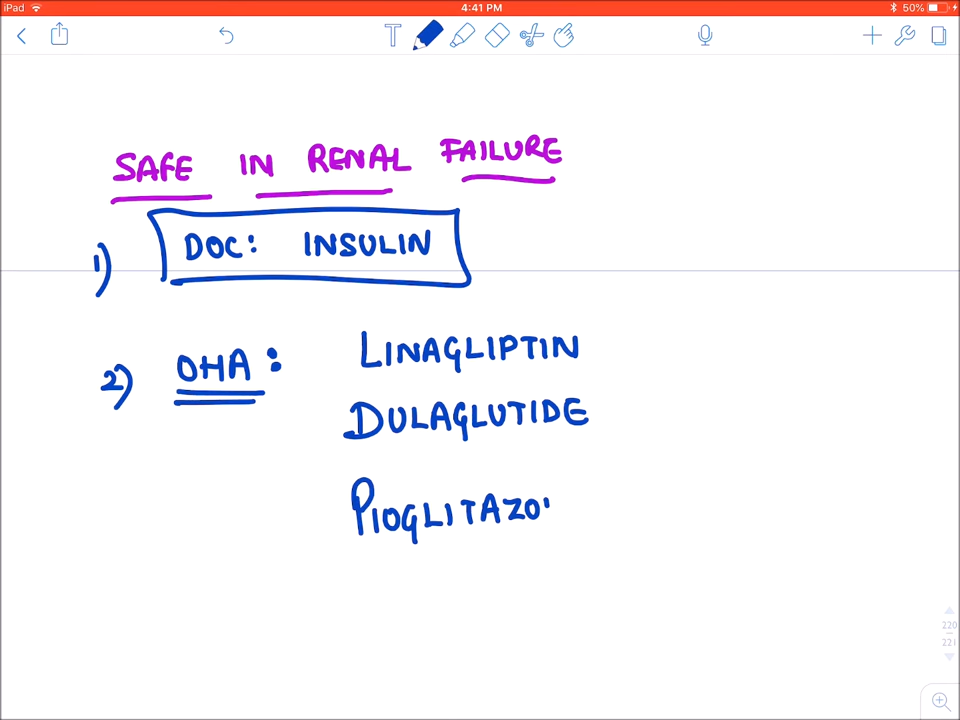 iPad 4:41 PM 50%
T
SAFE IN RENAL FAILURE
1) DOC: INSULIN
2) OHA: LINAGLIPTIN
DULAGLUTIDE
PIOGLITAZO
220
221